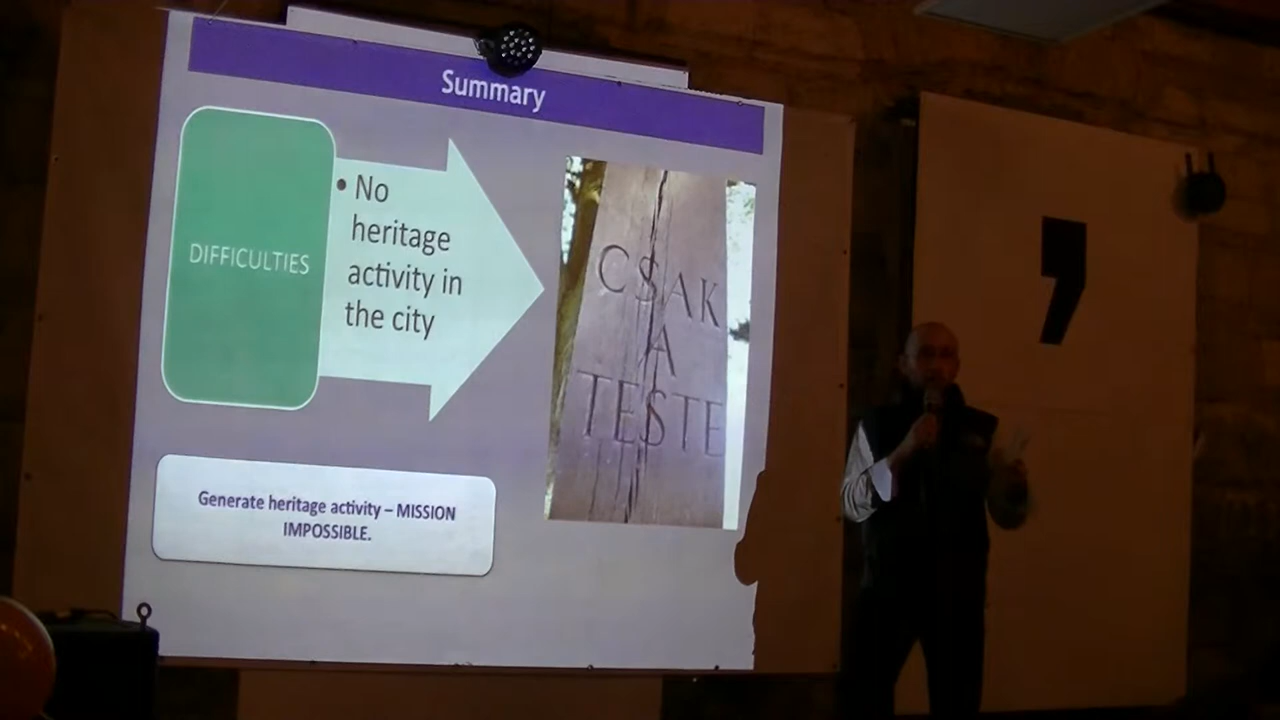 Summary
DIFFICULTIES
• No
heritage
activity in
the city
CSAK
A
TESTE
Generate heritage activity – MISSION
IMPOSSIBLE.
,